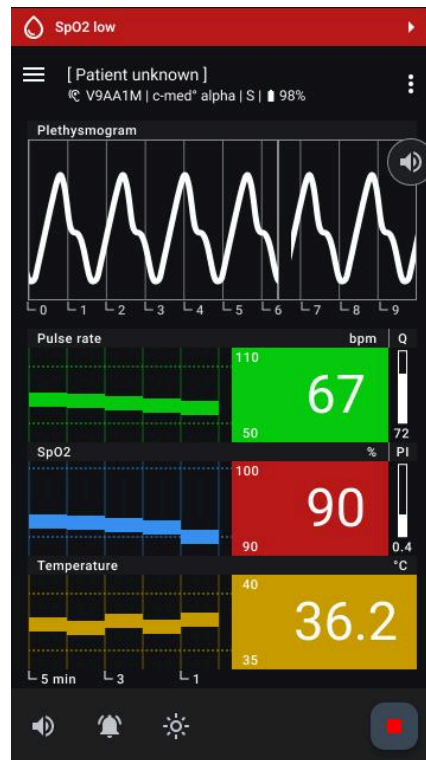 SpO2 low
[ Patient unknown ]
V9AA1M | c-med° alpha | S | 98%
Plethysmogram
0 1 2 3 4 5 6 7 8 9
Pulse rate bpm Q
110
67
50
72
SpO2 % PI
100
90
90
0.4
Temperature °C
40
36.2
35
5 min 3 1